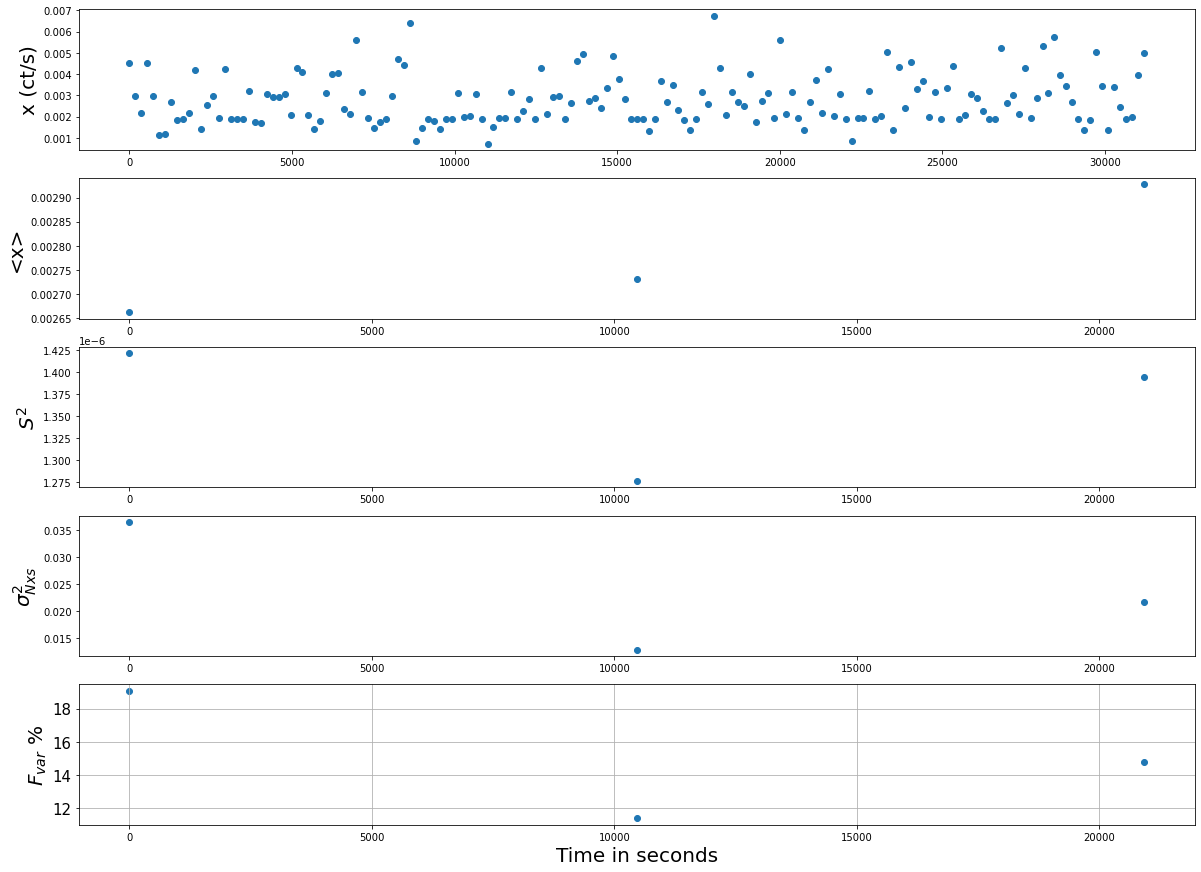 x (ct/s)
0.007
0.006
0.005
0.004
0.003
0.002
0.001
0 5000 10000 15000 20000 25000 30000
<x>
0.00290
0.00285
0.00280
0.00275
0.00270
0.00265
0 5000 10000 15000 20000
1e−6
S²
1.425
1.400
1.375
1.350
1.325
1.300
1.275
0 5000 10000 15000 20000
σ²Nxs
0.035
0.030
0.025
0.020
0.015
0 5000 10000 15000 20000
Fvar %
18
16
14
12
0 5000 10000 15000 20000
Time in seconds